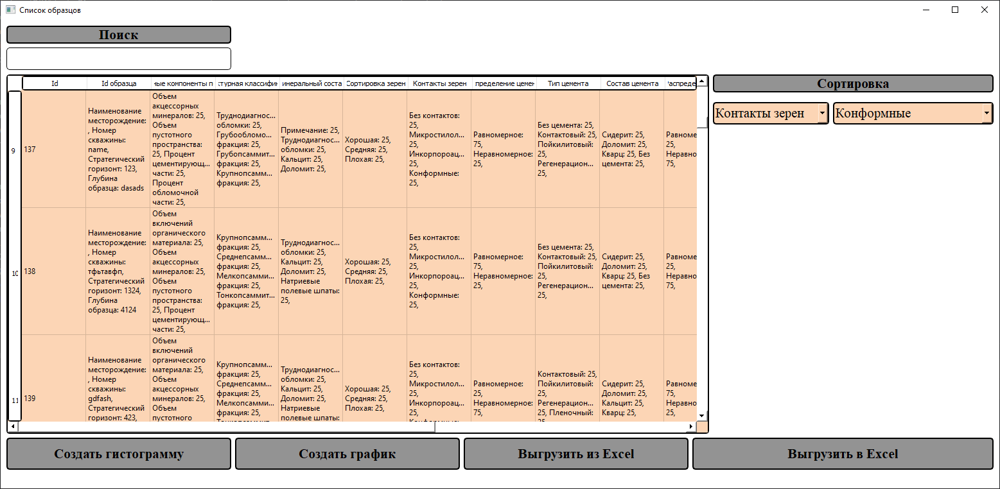 Список образцов
Поиск
Сортировка
Контакты зерен
Конформные
Id
Id образца
ные компоненты п
ктурная классифик
инеральный соста
Сортировка зерен
Контакты зерен
пределение цемен
Тип цемента
Состав цемента
Распреде
9
137
Наименование
месторождение:
, Номер
скважины:
name,
Стратегический
горизонт: 123,
Глубина
образца: dasads
Объем
акцессорных
минералов: 25,
Объем
пустотного
пространства:
25, Процент
цементирующ...
части: 25,
Процент
обломочной
части: 25,
Труднодиагнос...
обломки: 25,
Грубообломо...
фракция: 25,
Грубопсаммит...
фракция: 25,
Крупнопсамм...
фракция: 25,
Примечание: 25,
Труднодиагнос...
обломки: 25,
Кальцит: 25,
Доломит: 25,
Хорошая: 25,
Средняя: 25,
Плохая: 25,
Без контактов:
25,
Микростилол...
25,
Инкорпороац...
25,
Конформные:
25,
Равномерное:
75,
Неравномерное:
25,
Без цемента: 25,
Контактовый: 25,
Пойкилитовый:
25,
Регенерацион...
25,
Сидерит: 25,
Доломит: 25,
Кварц: 25, Без
цемента: 25,
Равноме
25,
Неравно
75,
10
138
Наименование
месторождение:
, Номер
скважины:
тфьтавфп,
Стратегический
горизонт: 1324,
Глубина
образца: 4124
Объем
включений
органического
материала: 25,
Объем
акцессорных
минералов: 25,
Объем
пустотного
пространства:
25, Процент
цементирующ...
части: 25,
Крупнопсамм...
фракция: 25,
Среднепсамм...
фракция: 25,
Мелкопсамми...
фракция: 25,
Тонкопсаммит...
фракция: 25,
Труднодиагнос...
обломки: 25,
Кальцит: 25,
Доломит: 25,
Натриевые
полевые шпаты:
25,
Хорошая: 25,
Средняя: 25,
Плохая: 25,
Без контактов:
25,
Микростилол...
25,
Инкорпороац...
25,
Конформные:
25,
Равномерное:
75,
Неравномерное:
25,
Без цемента: 25,
Контактовый: 25,
Пойкилитовый:
25,
Регенерацион...
25,
Сидерит: 25,
Доломит: 25,
Кварц: 25, Без
цемента: 25,
Равноме
25,
Неравно
75,
11
139
Наименование
месторождение:
, Номер
скважины:
gdfash,
Стратегический
горизонт: 423,
Объем
включений
органического
материала: 25,
Объем
акцессорных
минералов: 25,
Объем
пустотного
Крупнопсамм...
фракция: 25,
Среднепсамм...
фракция: 25,
Мелкопсамми...
фракция: 25,
Тонкопсаммит...
Труднодиагнос...
обломки: 25,
Кальцит: 25,
Доломит: 25,
Натриевые
полевые шпаты:
Хорошая: 25,
Средняя: 25,
Плохая: 25,
Без контактов:
25,
Микростилол...
25,
Инкорпороац...
25,
Конформные:
Равномерное:
25,
Неравномерное:
75,
Контактовый: 25,
Пойкилитовый:
25,
Регенерацион...
25, Пленочный:
25,
Сидерит: 25,
Доломит: 25,
Кальцит: 25,
Кварц: 25,
Равноме
75,
Неравно
25,
Создать гистограмму
Создать график
Выгрузить из Excel
Выгрузить в Excel